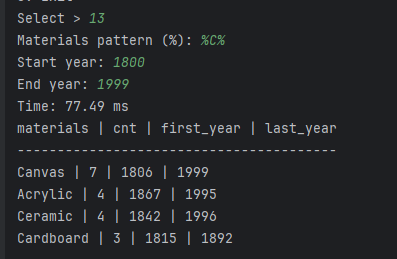 Select > 13
Materials pattern (%): %C%
Start year: 1800
End year: 1999
Time: 77.49 ms
materials | cnt | first_year | last_year
----------------------------------------
Canvas | 7 | 1806 | 1999
Acrylic | 4 | 1867 | 1995
Ceramic | 4 | 1842 | 1996
Cardboard | 3 | 1815 | 1892